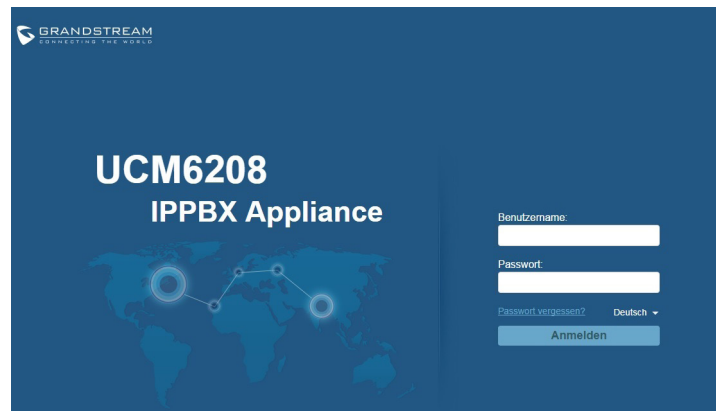 GRANDSTREAM
CONNECTING THE WORLD
UCM6208
IPPBX Appliance
Benutzername:
Passwort:
Passwort vergessen?
Deutsch
Anmelden